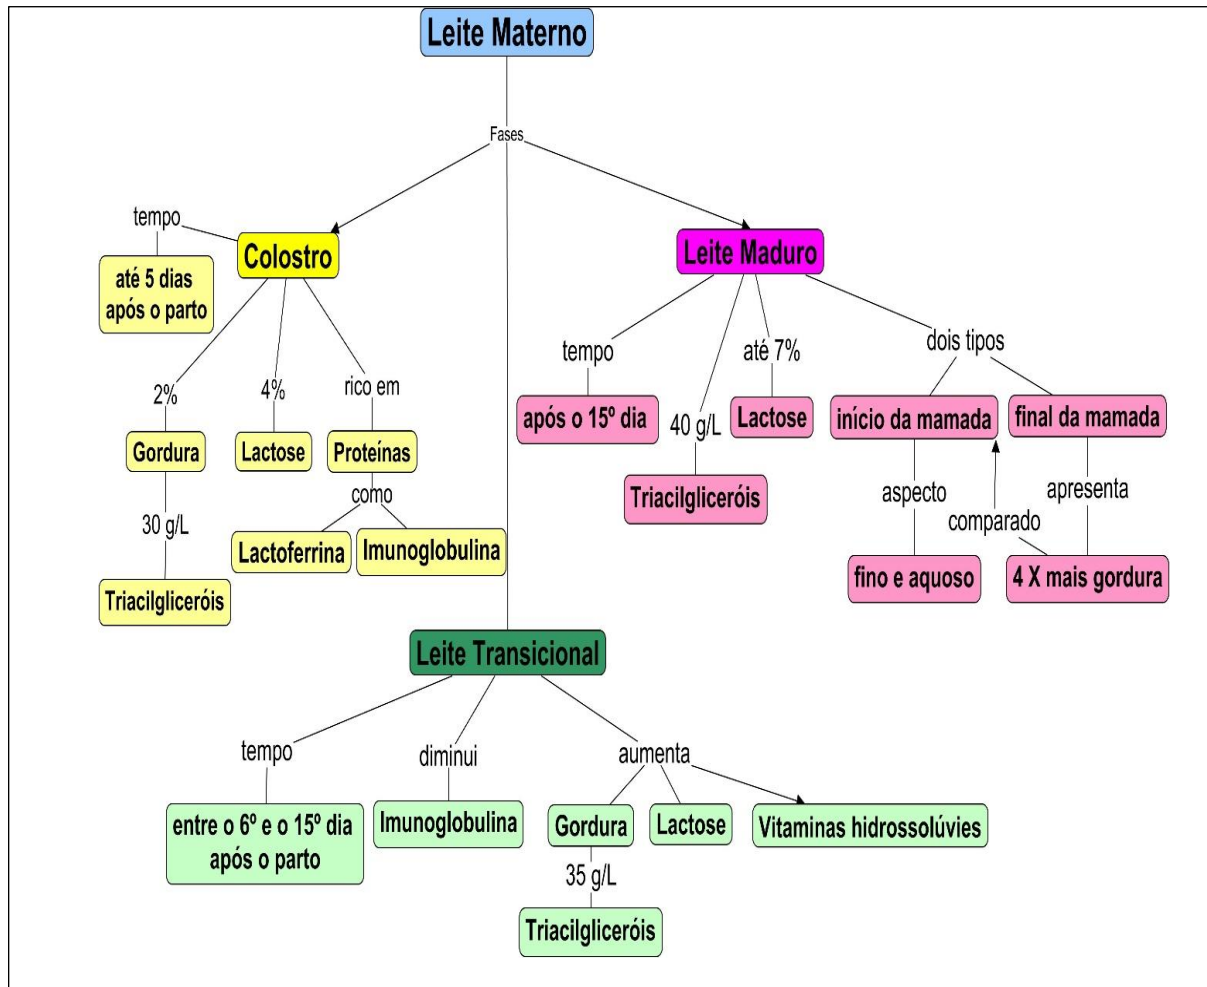 Leite Materno
Fases
tempo
Colostro
até 5 dias
após o parto
2%
4%
rico em
Gordura
Lactose
Proteínas
como
30 g/L
Lactoferrina
Imunoglobulina
Triacilgliceróis
Leite Maduro
tempo
40 g/L
até 7%
dois tipos
após o 15º dia
Lactose
início da mamada
final da mamada
Triacilgliceróis
aspecto
comparado
apresenta
fino e aquoso
4 X mais gordura
Leite Transicional
tempo
diminui
aumenta
entre o 6º e o 15º dia
após o parto
Imunoglobulina
Gordura
Lactose
Vitaminas hidrossolúvies
35 g/L
Triacilgliceróis